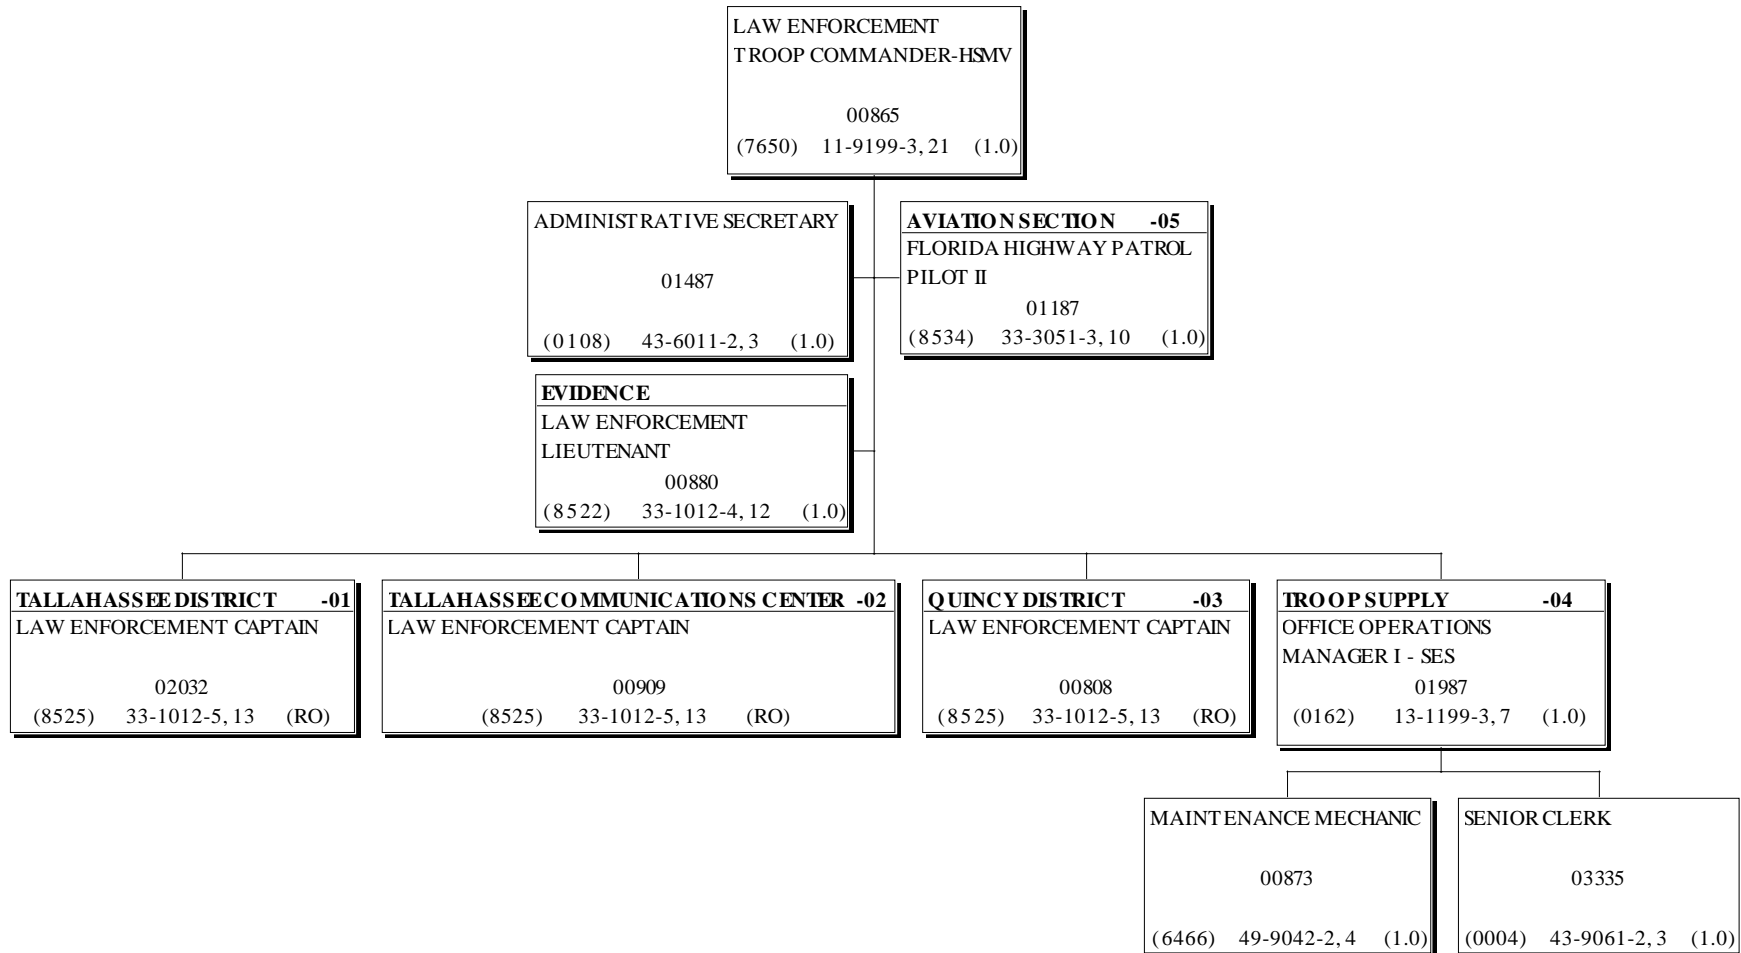 LAW ENFORCEMENT
TROOP COMMANDER-HSMV
00865
(7650) 11-9199-3, 21 (1.0)
ADMINISTRATIVE SECRETARY
01487
(0108) 43-6011-2, 3 (1.0)
AVIATION SECTION -05
FLORIDA HIGHWAY PATROL
PILOT II
01187
(8534) 33-3051-3, 10 (1.0)
EVIDENCE
LAW ENFORCEMENT
LIEUTENANT
00880
(8522) 33-1012-4, 12 (1.0)
TALLAHASSEE DISTRICT -01
LAW ENFORCEMENT CAPTAIN
02032
(8525) 33-1012-5, 13 (RO)
TALLAHASSEE COMMUNICATIONS CENTER -02
LAW ENFORCEMENT CAPTAIN
00909
(8525) 33-1012-5, 13 (RO)
QUINCY DISTRICT -03
LAW ENFORCEMENT CAPTAIN
00808
(8525) 33-1012-5, 13 (RO)
TROOP SUPPLY -04
OFFICE OPERATIONS
MANAGER I - SES
01987
(0162) 13-1199-3, 7 (1.0)
MAINTENANCE MECHANIC
00873
(6466) 49-9042-2, 4 (1.0)
SENIOR CLERK
03335
(0004) 43-9061-2, 3 (1.0)